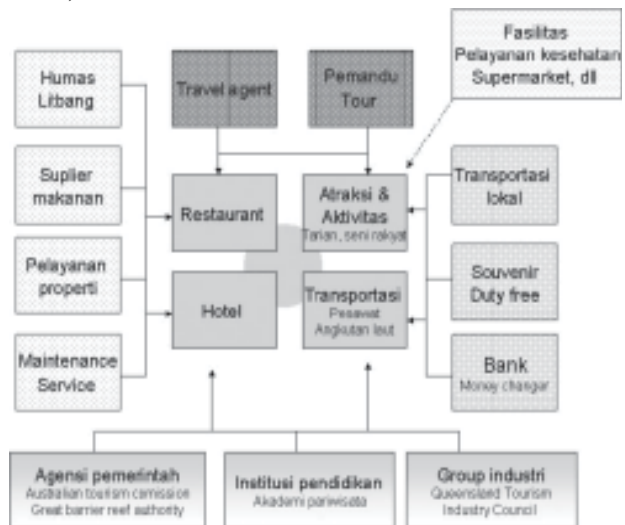 Fasilitas
Pelayanan kesehatan
Supermarket, dll
Humas
Litbang
Travel agent
Pemandu
Tour
Suplier
makanan
Restaurant
Atraksi &
Aktivitas
Tarian, seni rakyat
Transportasi
lokal
Pelayanan
properti
Hotel
Transportasi
Pesawat
Angkutan laut
Souvenir
Duty free
Maintenance
Service
Bank
Money changer
Agensi pemerintah
Australian tourism comission
Great barrier reef authority
Institusi pendidikan
Akademi pariwisata
Group industri
Queensland Tourism
Industry Council